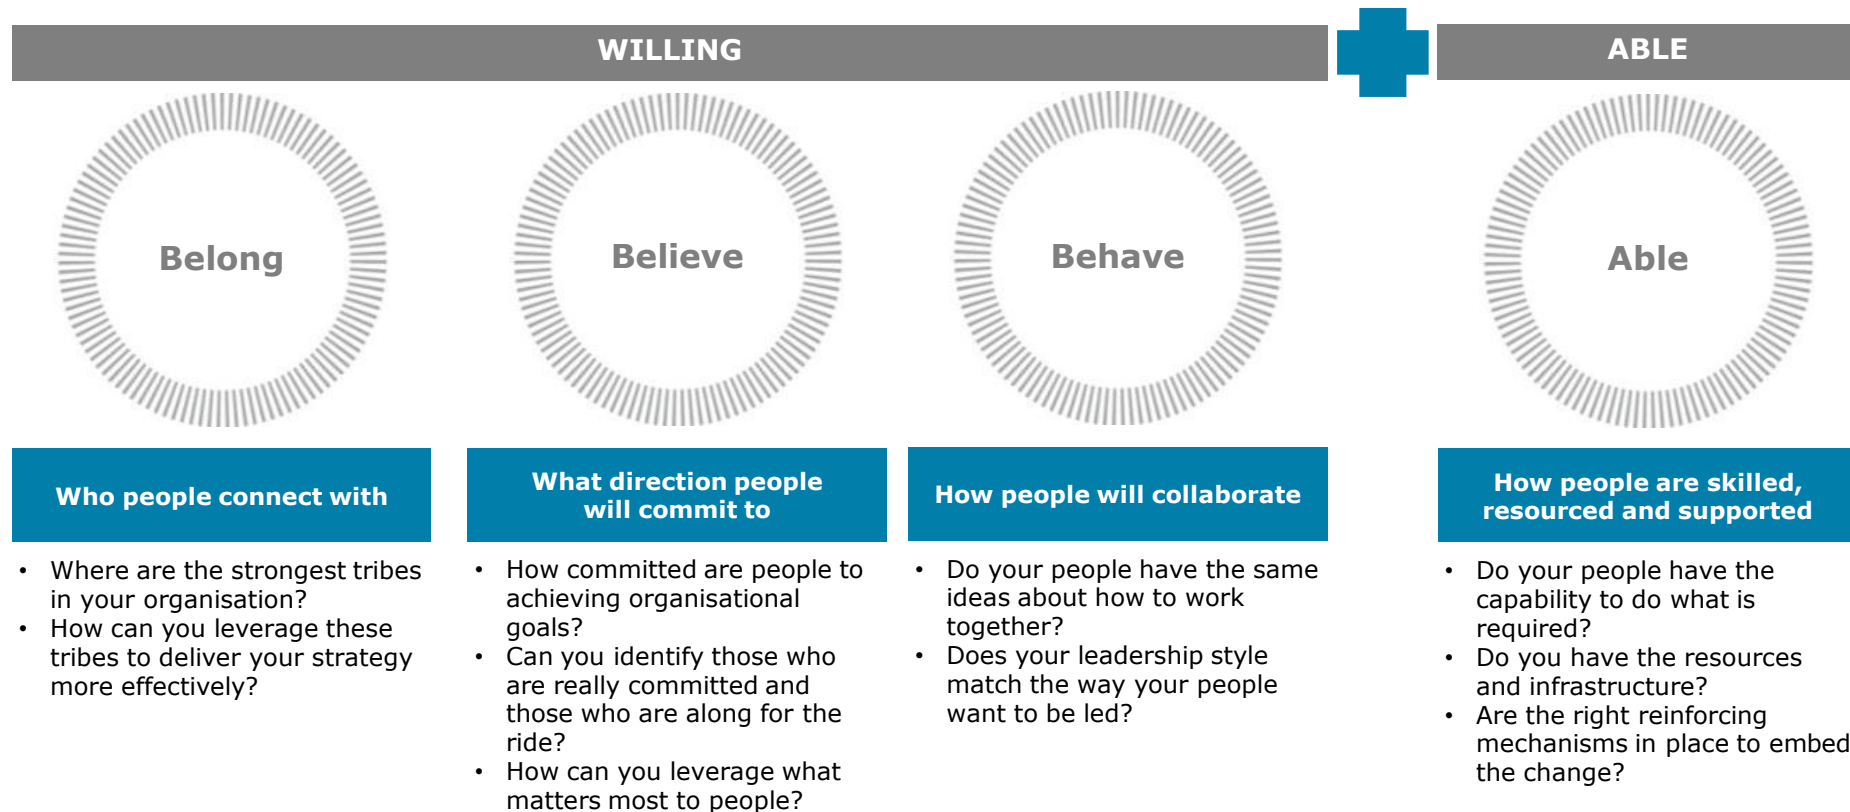 WILLING
ABLE
Belong
Believe
Behave
Able
Who people connect with
What direction people
will commit to
How people will collaborate
How people are skilled,
resourced and supported
• Where are the strongest tribes
in your organisation?
• How can you leverage these
tribes to deliver your strategy
more effectively?
• How committed are people to
achieving organisational
goals?
• Can you identify those who
are really committed and
those who are along for the
ride?
• How can you leverage what
matters most to people?
• Do your people have the same
ideas about how to work
together?
• Does your leadership style
match the way your people
want to be led?
• Do your people have the
capability to do what is
required?
• Do you have the resources
and infrastructure?
• Are the right reinforcing
mechanisms in place to embed
the change?